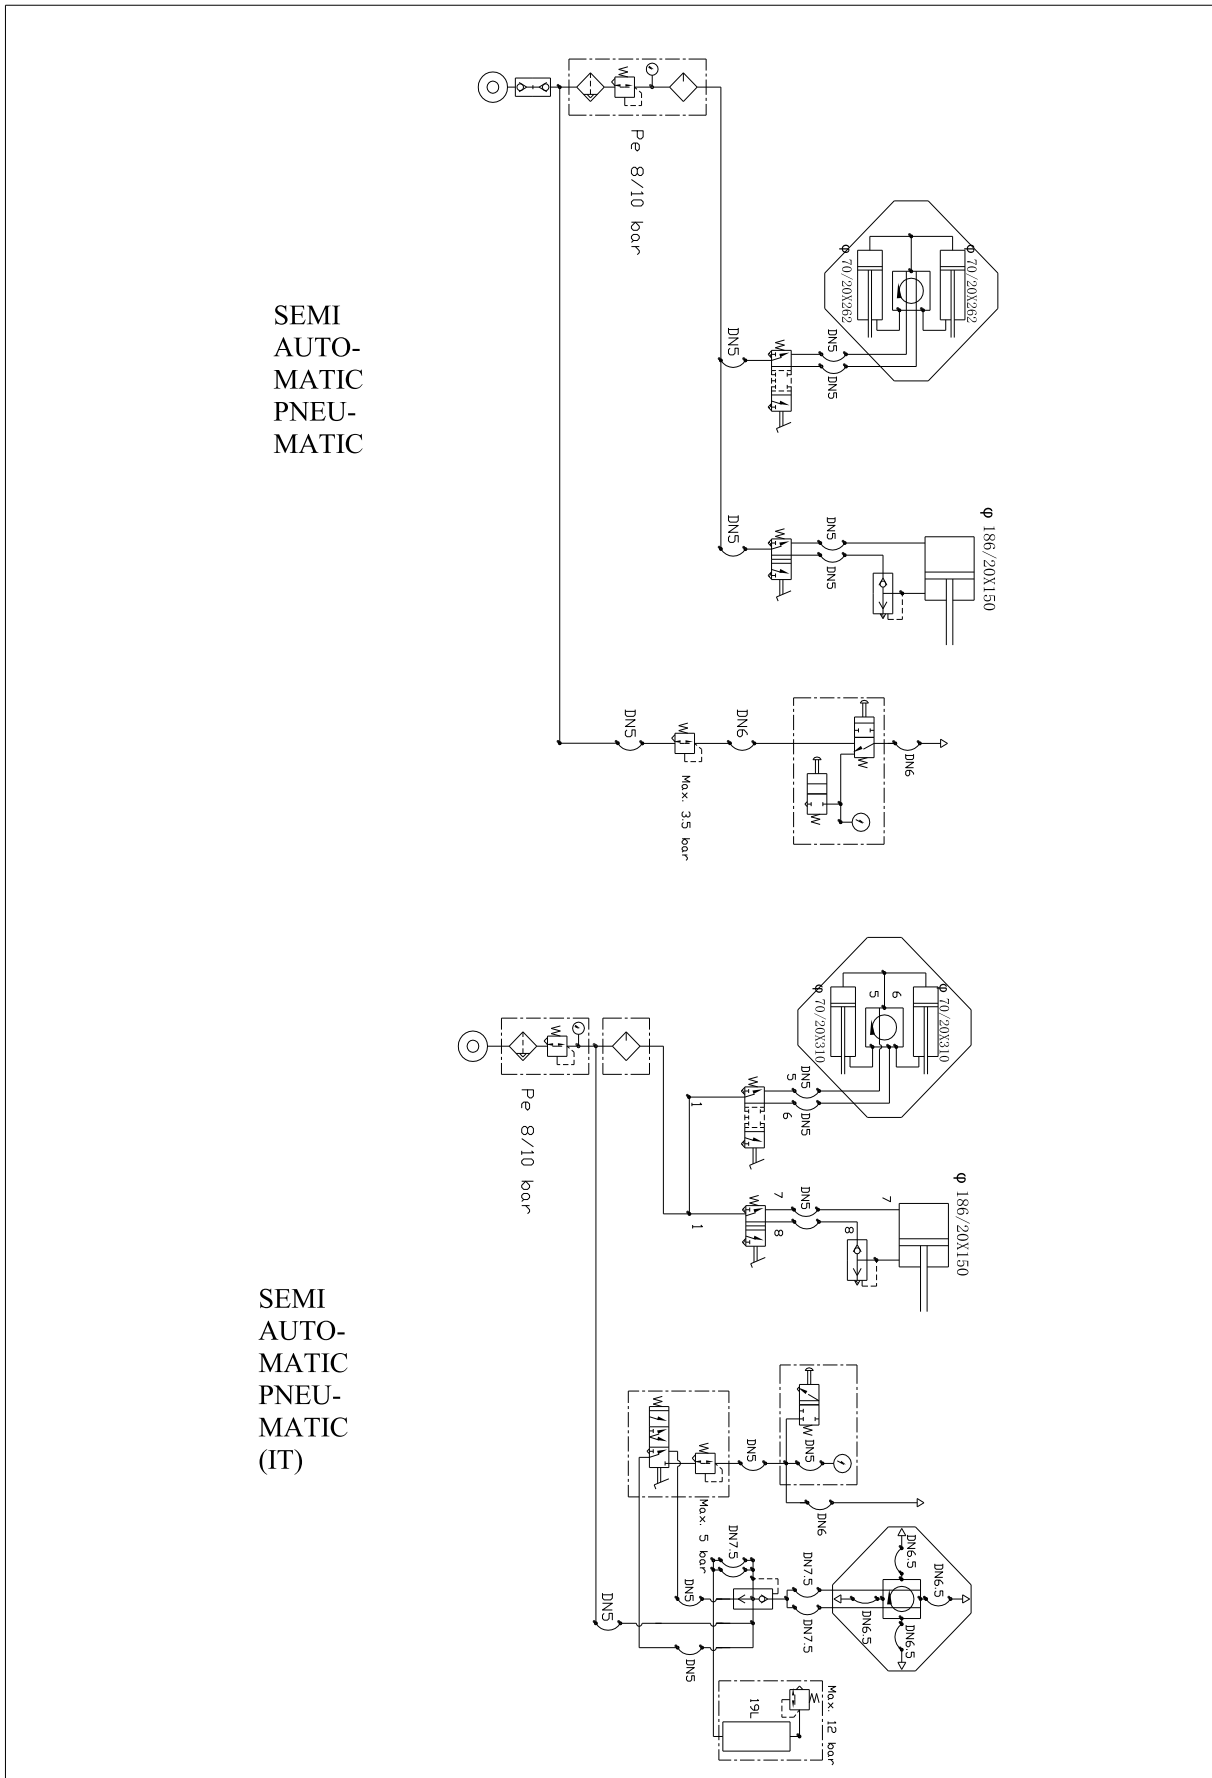 Pe 8/10 bar
φ 70/20X262
φ 70/20X262
SEMI
AUTO-
MATIC
PNEU-
MATIC
DN5
DN5
DN5
φ 186/20X150
DN5
DN5
DN5
DN5
DN6
DN6
Max. 3.5 bar
φ 70/20X310
φ 70/20X310
5
6
Pe 8/10 bar
1
5
DN5
6
DN5
1
7
DN5
8
7
8
φ 186/20X150
SEMI
AUTO-
MATIC
PNEU-
MATIC
(IT)
DN5
DN5
Max. 5 bar
DN6
DN7.5
DN7.5
DN6.5
DN6.5
DN5
DN5
DN7.5
DN6.5
DN6.5
DN5
19L
Max. 12 bar